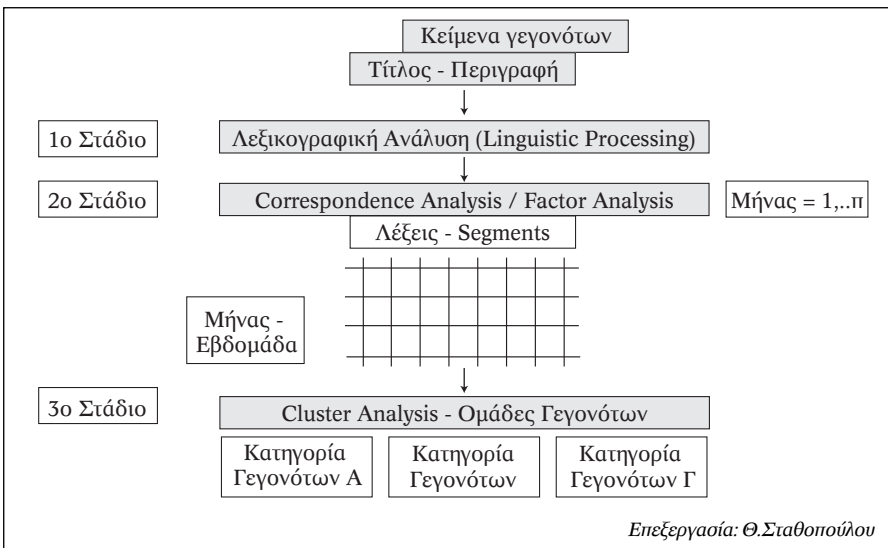 Κείμενα γεγονότων
Τίτλος - Περιγραφή
1ο Στάδιο
Λεξικογραφική Ανάλυση (Linguistic Processing)
2ο Στάδιο
Correspondence Analysis / Factor Analysis
Μήνας = 1,..π
Λέξεις - Segments
Μήνας -
Εβδομάδα
3ο Στάδιο
Cluster Analysis - Ομάδες Γεγονότων
Κατηγορία
Γεγονότων Α
Κατηγορία
Γεγονότων
Κατηγορία
Γεγονότων Γ
Επεξεργασία: Θ.Σταθοπούλου